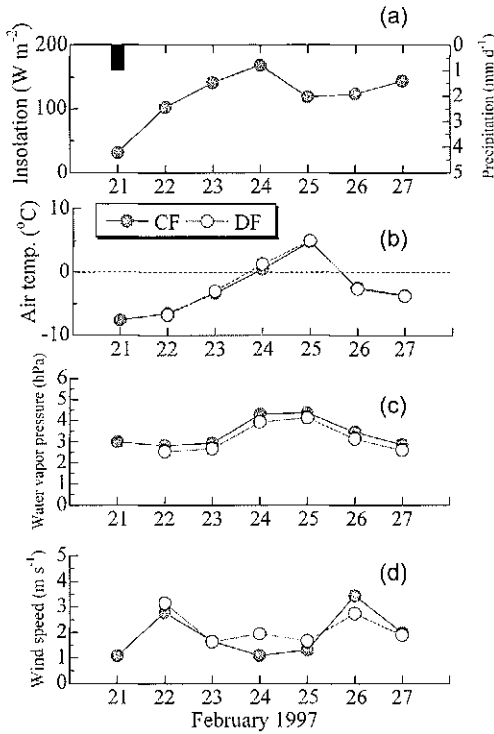 (a)
Insolation (W m⁻²)
200
100
0
0
1
2
3
4
5
Precipitation (mm d⁻¹)
21 22 23 24 25 26 27
CF DF
(b)
Air temp. (°C)
10
0
-10
21 22 23 24 25 26 27
(c)
Water vapor pressure (hPa)
6
5
4
3
2
1
0
21 22 23 24 25 26 27
(d)
Wind speed (m s⁻¹)
5
4
3
2
1
0
21 22 23 24 25 26 27
February 1997